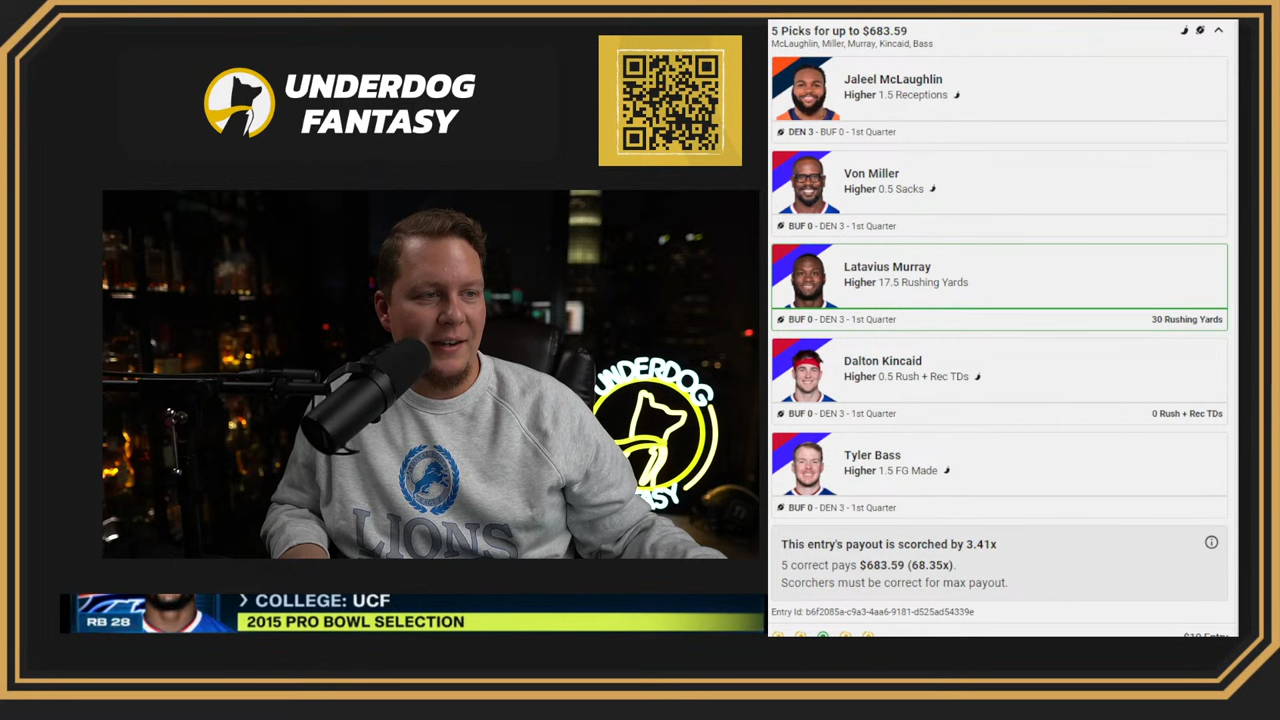 UNDERDOG
FANTASY
5 Picks for up to $683.59
McLaughlin, Miller, Murray, Kincaid, Bass
Jaleel McLaughlin
Higher 1.5 Receptions
DEN 3 - BUF 0 - 1st Quarter
Von Miller
Higher 0.5 Sacks
BUF 0 - DEN 3 - 1st Quarter
Latavius Murray
Higher 17.5 Rushing Yards
BUF 0 - DEN 3 - 1st Quarter
30 Rushing Yards
Dalton Kincaid
Higher 0.5 Rush + Rec TDs
BUF 0 - DEN 3 - 1st Quarter
0 Rush + Rec TDs
Tyler Bass
Higher 1.5 FG Made
BUF 0 - DEN 3 - 1st Quarter
This entry's payout is scorched by 3.41x
5 correct pays $683.59 (68.35x).
Scorchers must be correct for max payout.
Entry Id: b6f2085a-c9a3-4aa6-9181-d525ad54339e
$10 Entry
UNDERDOG
LIONS
RB 28
COLLEGE: UCF
2015 PRO BOWL SELECTION